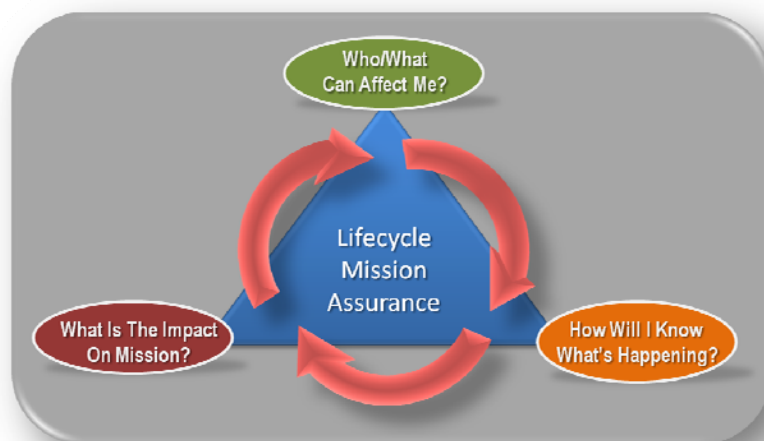 Who/What
Can Affect Me?
Lifecycle
Mission
Assurance
What Is The Impact
On Mission?
How Will I Know
What's Happening?